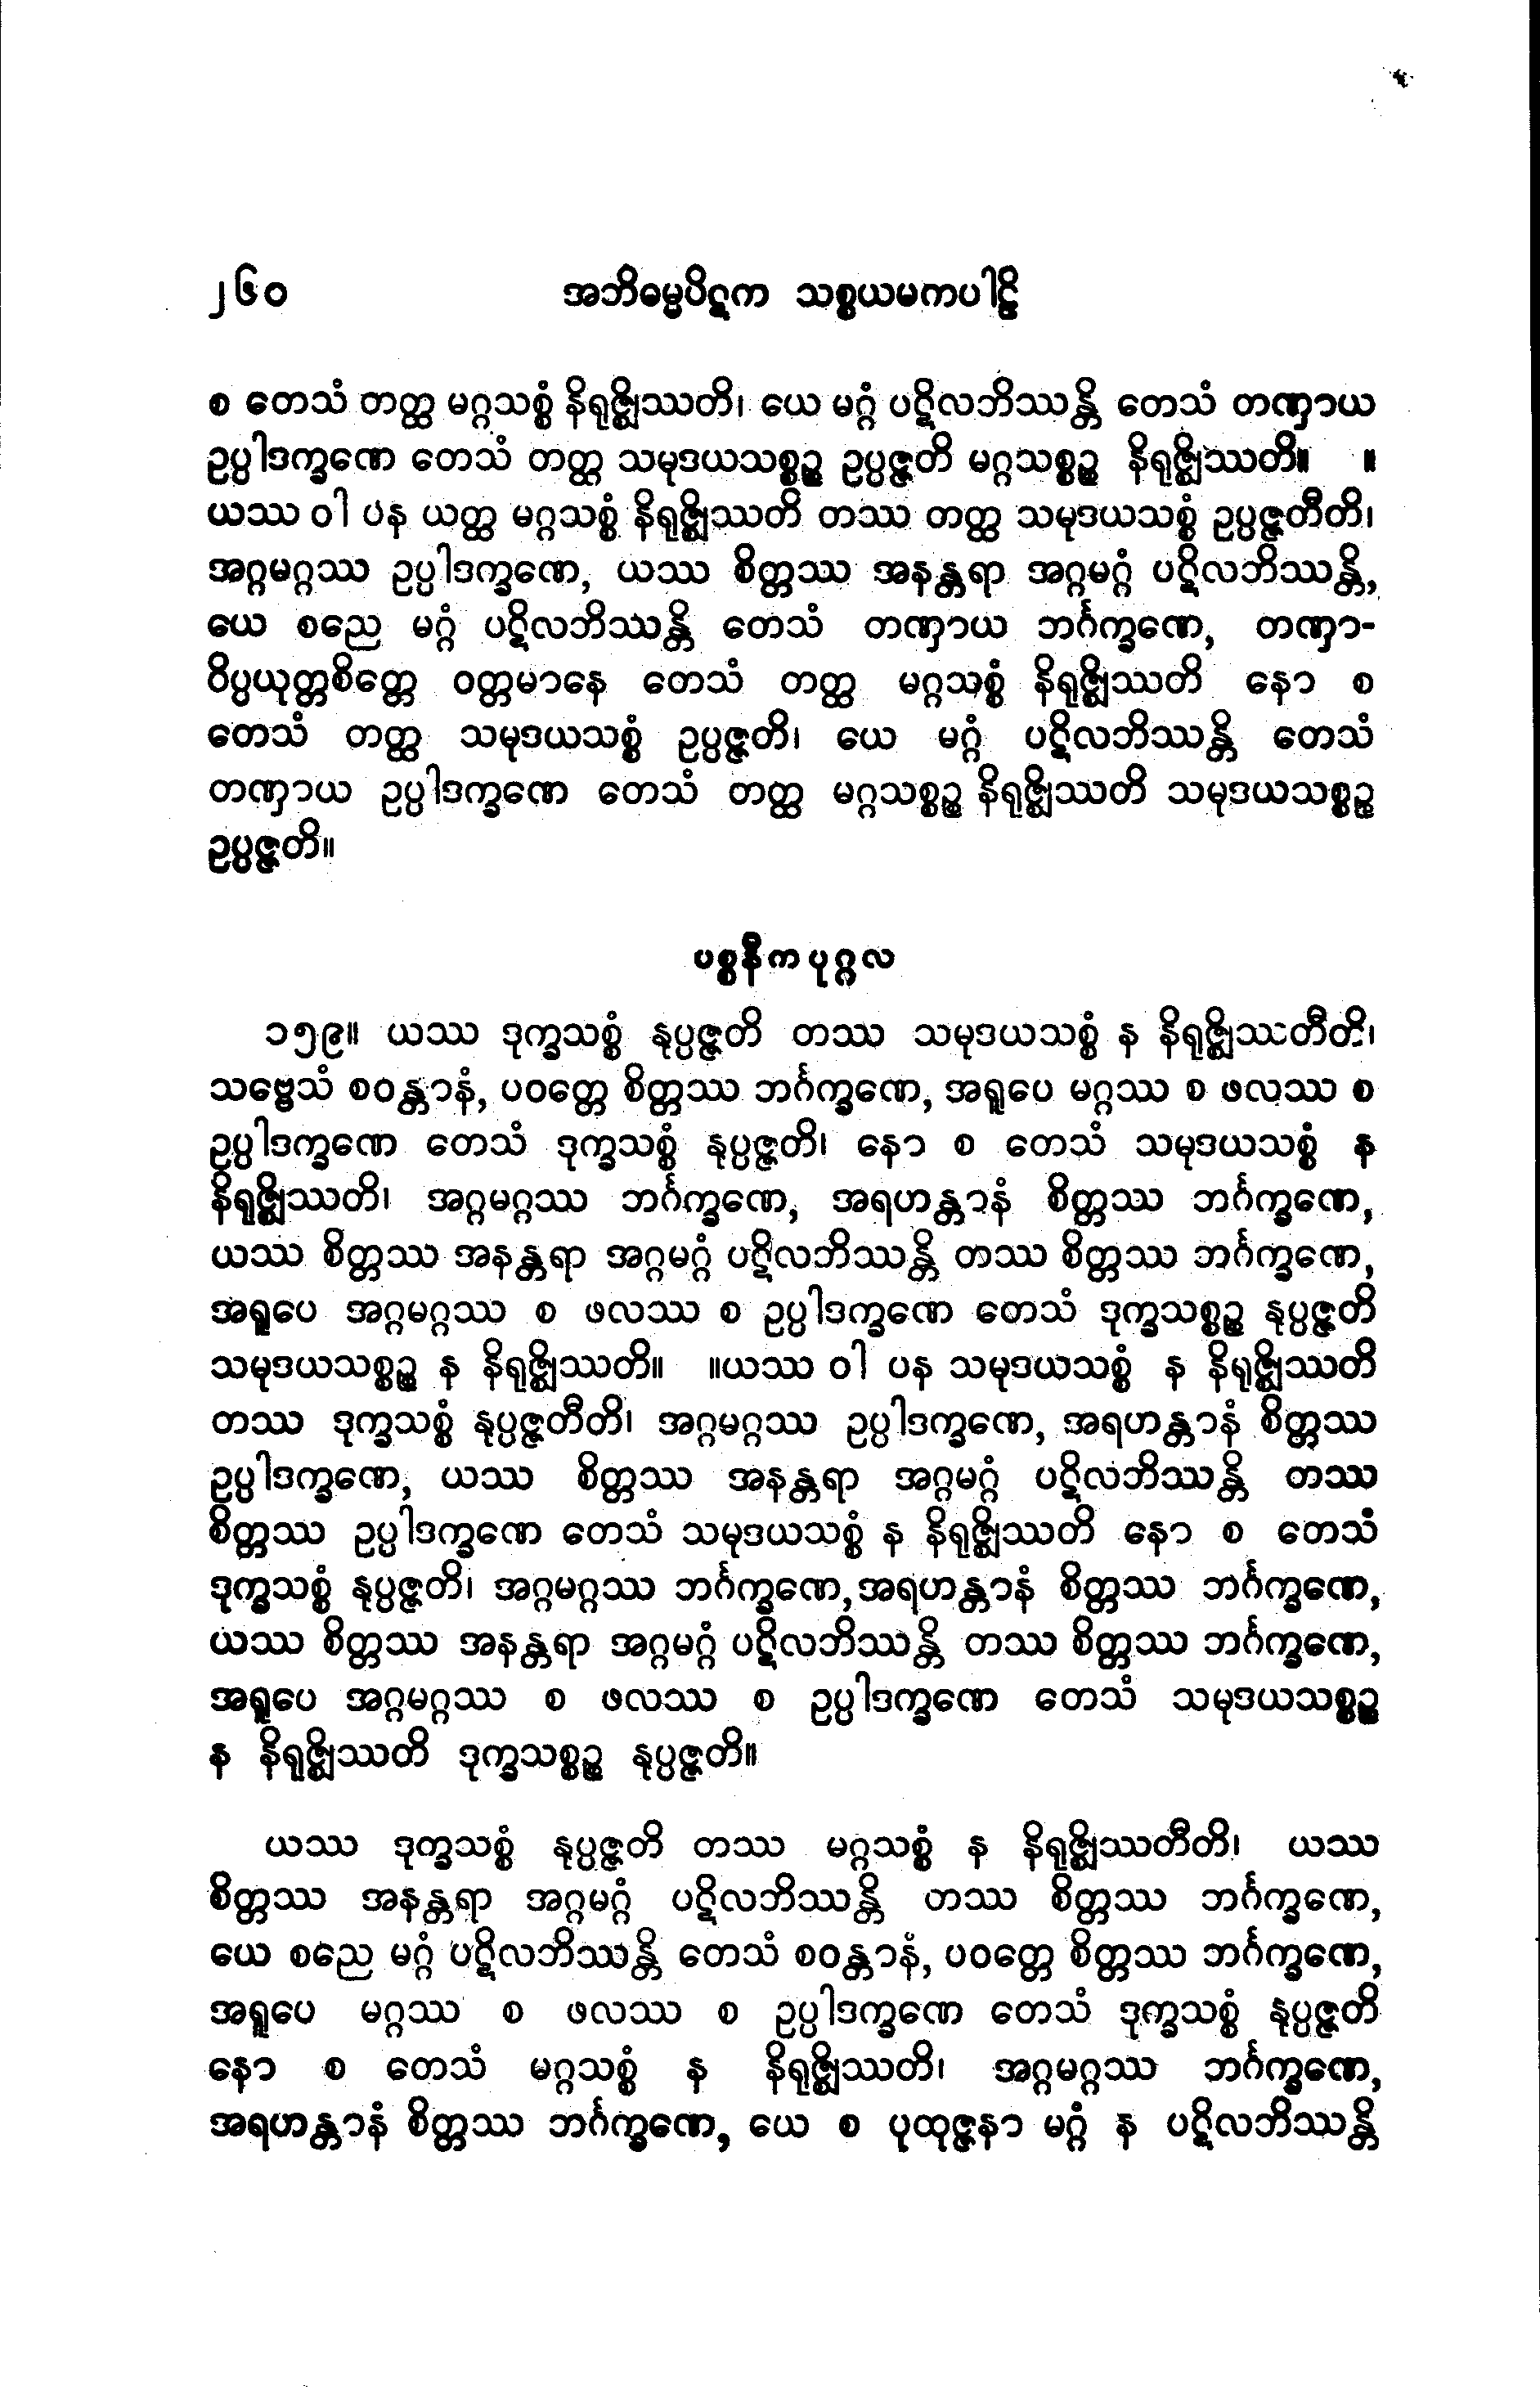 ၂၆၀ အဘိဓမ္မပိဋက သစ္စယမကပါဠိ
စ တေသံ တတ္ထ မဂ္ဂသစ္စံ နိရုဇ္ဈိဿတိ၊ ယေ မဂ္ဂံ ပဋိလဘိဿန္တိ တေသံ တဏှာယ
ဥပ္ပါဒက္ခဏေ တေသံ တတ္ထ သမုဒယသစ္စဉ္စ ဥပ္ပဇ္ဇတိ မဂ္ဂသစ္စဉ္စ နိရုဇ္ဈိဿတိ။ ။
ယဿ ဝါ ပန ယတ္ထ မဂ္ဂသစ္စံ နိရုဇ္ဈိဿတိ တဿ တတ္ထ သမုဒယသစ္စံ ဥပ္ပဇ္ဇတီတိ၊
အဂ္ဂမဂ္ဂဿ ဥပ္ပါဒက္ခဏေ, ယဿ စိတ္တဿ အနန္တရာ အဂ္ဂမဂ္ဂံ ပဋိလဘိဿန္တိ,
ယေ စညေ မဂ္ဂံ ပဋိလဘိဿန္တိ တေသံ တဏှာယ ဘင်္ဂက္ခဏေ, တဏှာ-
ဝိပ္ပယုတ္တစိတ္တေ ဝတ္တမာနေ တေသံ တတ္ထ မဂ္ဂသစ္စံ နိရုဇ္ဈိဿတိ နော စ
တေသံ တတ္ထ သမုဒယသစ္စံ ဥပ္ပဇ္ဇတိ၊ ယေ မဂ္ဂံ ပဋိလဘိဿန္တိ တေသံ
တဏှာယ ဥပ္ပါဒက္ခဏေ တေသံ တတ္ထ မဂ္ဂသစ္စဉ္စ နိရုဇ္ဈိဿတိ သမုဒယသစ္စဉ္စ
ဥပ္ပဇ္ဇတိ။
ပစ္စနီကပုဂ္ဂလ
၁၅၉။ ယဿ ဒုက္ခသစ္စံ နုပ္ပဇ္ဇတိ တဿ သမုဒယသစ္စံ န နိရုဇ္ဈိဿတီတိ၊
သဗ္ဗေသံ စဝန္တာနံ, ပဝတ္တေ စိတ္တဿ ဘင်္ဂက္ခဏေ, အရူပေ မဂ္ဂဿ စ ဖလဿ စ
ဥပ္ပါဒက္ခဏေ တေသံ ဒုက္ခသစ္စံ နုပ္ပဇ္ဇတိ၊ နော စ တေသံ သမုဒယသစ္စံ န
နိရုဇ္ဈိဿတိ၊ အဂ္ဂမဂ္ဂဿ ဘင်္ဂက္ခဏေ, အရဟန္တာနံ စိတ္တဿ ဘင်္ဂက္ခဏေ,
ယဿ စိတ္တဿ အနန္တရာ အဂ္ဂမဂ္ဂံ ပဋိလဘိဿန္တိ တဿ စိတ္တဿ ဘင်္ဂက္ခဏေ,
အရူပေ အဂ္ဂမဂ္ဂဿ စ ဖလဿ စ ဥပ္ပါဒက္ခဏေ တေသံ ဒုက္ခသစ္စဉ္စ နုပ္ပဇ္ဇတိ
သမုဒယသစ္စဉ္စ န နိရုဇ္ဈိဿတိ။ ။ယဿ ဝါ ပန သမုဒယသစ္စံ န နိရုဇ္ဈိဿတိ
တဿ ဒုက္ခသစ္စံ နုပ္ပဇ္ဇတီတိ၊ အဂ္ဂမဂ္ဂဿ ဥပ္ပါဒက္ခဏေ, အရဟန္တာနံ စိတ္တဿ
ဥပ္ပါဒက္ခဏေ, ယဿ စိတ္တဿ အနန္တရာ အဂ္ဂမဂ္ဂံ ပဋိလဘိဿန္တိ တဿ
စိတ္တဿ ဥပ္ပါဒက္ခဏေ တေသံ သမုဒယသစ္စံ န နိရုဇ္ဈိဿတိ နော စ တေသံ
ဒုက္ခသစ္စံ နုပ္ပဇ္ဇတိ၊ အဂ္ဂမဂ္ဂဿ ဘင်္ဂက္ခဏေ,အရဟန္တာနံ စိတ္တဿ ဘင်္ဂက္ခဏေ,
ယဿ စိတ္တဿ အနန္တရာ အဂ္ဂမဂ္ဂံ ပဋိလဘိဿန္တိ တဿ စိတ္တဿ ဘင်္ဂက္ခဏေ,
အရူပေ အဂ္ဂမဂ္ဂဿ စ ဖလဿ စ ဥပ္ပါဒက္ခဏေ တေသံ သမုဒယသစ္စဉ္စ
န နိရုဇ္ဈိဿတိ ဒုက္ခသစ္စဉ္စ နုပ္ပဇ္ဇတိ။
ယဿ ဒုက္ခသစ္စံ နုပ္ပဇ္ဇတိ တဿ မဂ္ဂသစ္စံ န နိရုဇ္ဈိဿတီတိ၊ ယဿ
စိတ္တဿ အနန္တရာ အဂ္ဂမဂ္ဂံ ပဋိလဘိဿန္တိ တဿ စိတ္တဿ ဘင်္ဂက္ခဏေ,
ယေ စညေ မဂ္ဂံ ပဋိလဘိဿန္တိ တေသံ စဝန္တာနံ, ပဝတ္တေ စိတ္တဿ ဘင်္ဂက္ခဏေ,
အရူပေ မဂ္ဂဿ စ ဖလဿ စ ဥပ္ပါဒက္ခဏေ တေသံ ဒုက္ခသစ္စံ နုပ္ပဇ္ဇတိ
နော စ တေသံ မဂ္ဂသစ္စံ န နိရုဇ္ဈိဿတိ၊ အဂ္ဂမဂ္ဂဿ ဘင်္ဂက္ခဏေ,
အရဟန္တာနံ စိတ္တဿ ဘင်္ဂက္ခဏေ, ယေ စ ပုထုဇ္ဇနာ မဂ္ဂံ န ပဋိလဘိဿန္တိ